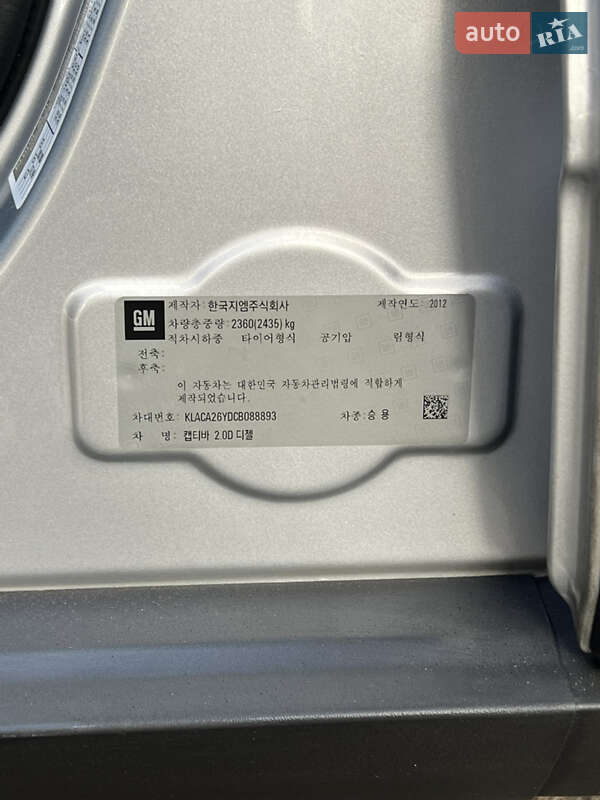 auto RIA .com
GM
제작자: 한국지엠주식회사 제작연도: 2012
차량총중량: 2360(2435) kg
적차시하중 타이어형식 공기압 림형식
전축:
후축:
이 자동차는 대한민국 자동차관리법령에 적합하게
제작되었습니다.
차대번호: KLACA26YDCB088893 차종: 승 용
차 명: 캡티바 2.0D 디젤